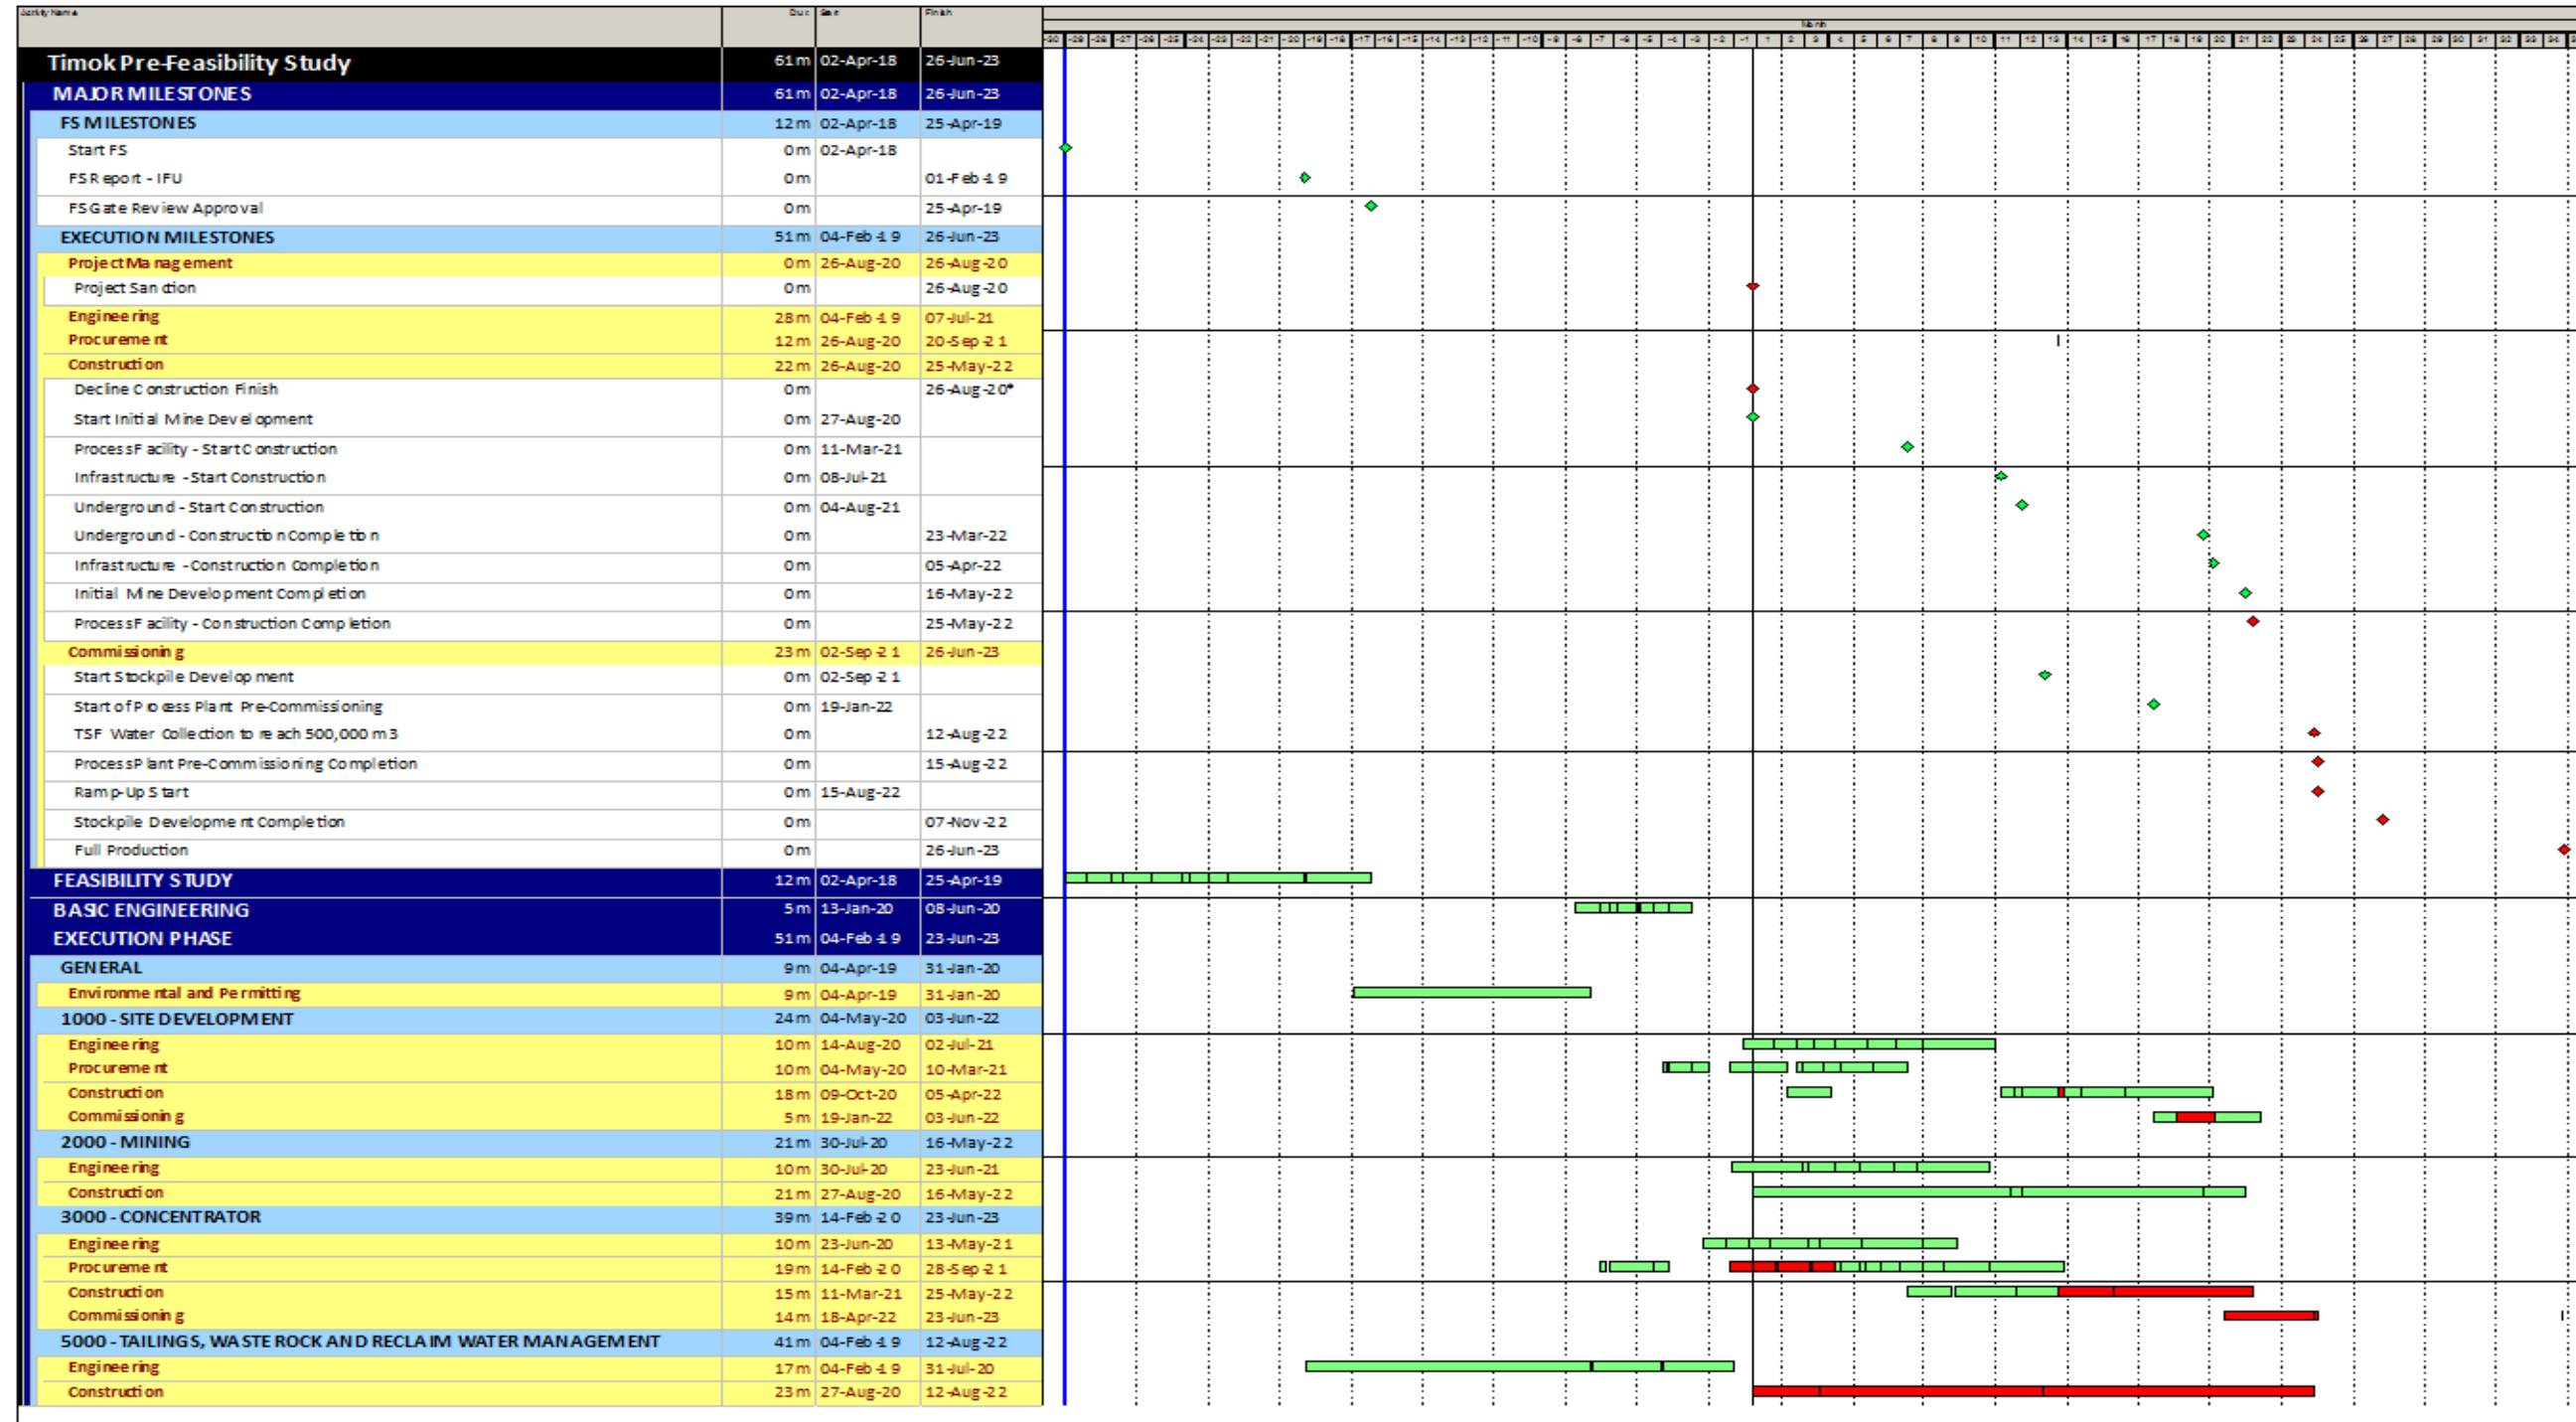 Activity Name Dur. Start Finish
Month
Timok Pre-Feasibility Study 61m 02-Apr-18 26-Jun-23
MAJOR MILESTONES 61m 02-Apr-18 26-Jun-23
FS MILESTONES 12m 02-Apr-18 25-Apr-19
Start FS 0m 02-Apr-18
FS Report - IFU 0m 01-Feb-19
FS Gate Review Approval 0m 25-Apr-19
EXECUTION MILESTONES 51m 04-Feb-19 26-Jun-23
Project Management 0m 26-Aug-20 26-Aug-20
Project Sanction 0m 26-Aug-20
Engineering 28m 04-Feb-19 07-Jul-21
Procurement 12m 26-Aug-20 20-Sep-21
Construction 22m 26-Aug-20 25-May-22
Decline Construction Finish 0m 26-Aug-20*
Start Initial Mine Development 0m 27-Aug-20
Process Facility - Start Construction 0m 11-Mar-21
Infrastructure - Start Construction 0m 08-Jul-21
Underground - Start Construction 0m 04-Aug-21
Underground - Construction Completion 0m 23-Mar-22
Infrastructure - Construction Completion 0m 05-Apr-22
Initial Mine Development Completion 0m 16-May-22
Process Facility - Construction Completion 0m 25-May-22
Commissioning 23m 02-Sep-21 26-Jun-23
Start Stockpile Development 0m 02-Sep-21
Start of Process Plant Pre-Commissioning 0m 19-Jan-22
TSF Water Collection to reach 500,000 m3 0m 12-Aug-22
Process Plant Pre-Commissioning Completion 0m 15-Aug-22
Ramp-Up Start 0m 15-Aug-22
Stockpile Development Completion 0m 07-Nov-22
Full Production 0m 26-Jun-23
FEASIBILITY STUDY 12m 02-Apr-18 25-Apr-19
BASIC ENGINEERING 5m 13-Jan-20 08-Jun-20
EXECUTION PHASE 51m 04-Feb-19 23-Jun-23
GENERAL 9m 04-Apr-19 31-Jan-20
Environmental and Permitting 9m 04-Apr-19 31-Jan-20
1000 - SITE DEVELOPMENT 24m 04-May-20 03-Jun-22
Engineering 10m 14-Aug-20 02-Jul-21
Procurement 10m 04-May-20 10-Mar-21
Construction 18m 09-Oct-20 05-Apr-22
Commissioning 5m 19-Jan-22 03-Jun-22
2000 - MINING 21m 30-Jul-20 16-May-22
Engineering 10m 30-Jul-20 23-Jun-21
Construction 21m 27-Aug-20 16-May-22
3000 - CONCENTRATOR 39m 14-Feb-20 23-Jun-23
Engineering 10m 23-Jun-20 13-May-21
Procurement 19m 14-Feb-20 28-Sep-21
Construction 15m 11-Mar-21 25-May-22
Commissioning 14m 18-Apr-22 23-Jun-23
5000 - TAILINGS, WASTE ROCK AND RECLAIM WATER MANAGEMENT 41m 04-Feb-19 12-Aug-22
Engineering 17m 04-Feb-19 31-Jul-20
Construction 23m 27-Aug-20 12-Aug-22